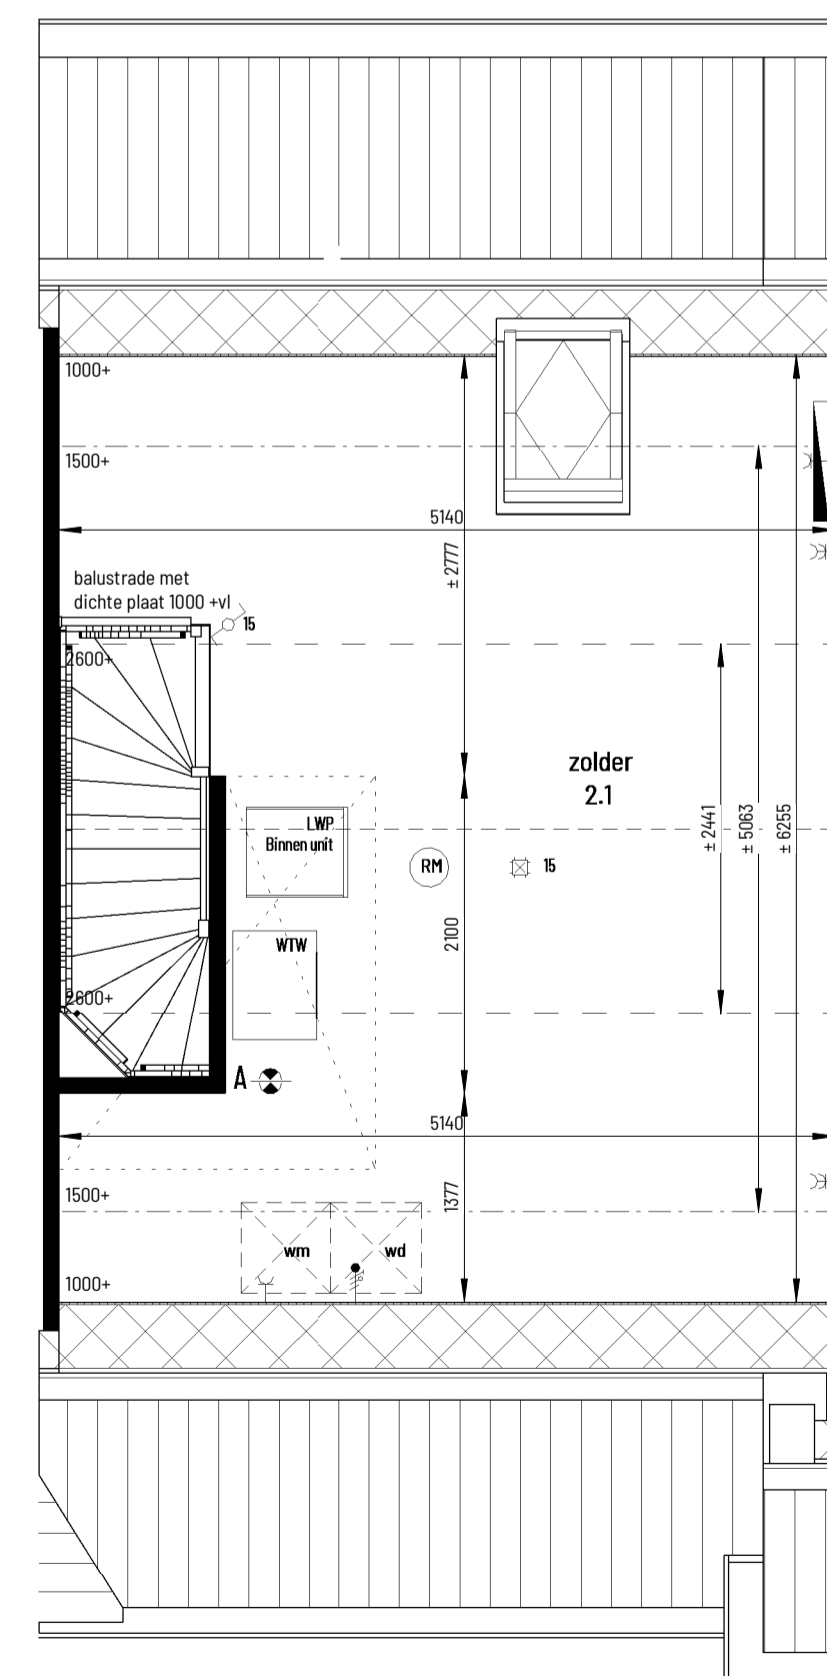 1000+
1500+
5140
± 2777
balustrade met
dichte plaat 1000 +vl
15
2600+
zolder
2.1
± 2441
± 5063
± 6255
LWP
Binnen unit
RM
15
2100
WTW
2600+
A
5140
1377
1500+
wm
wd
1000+